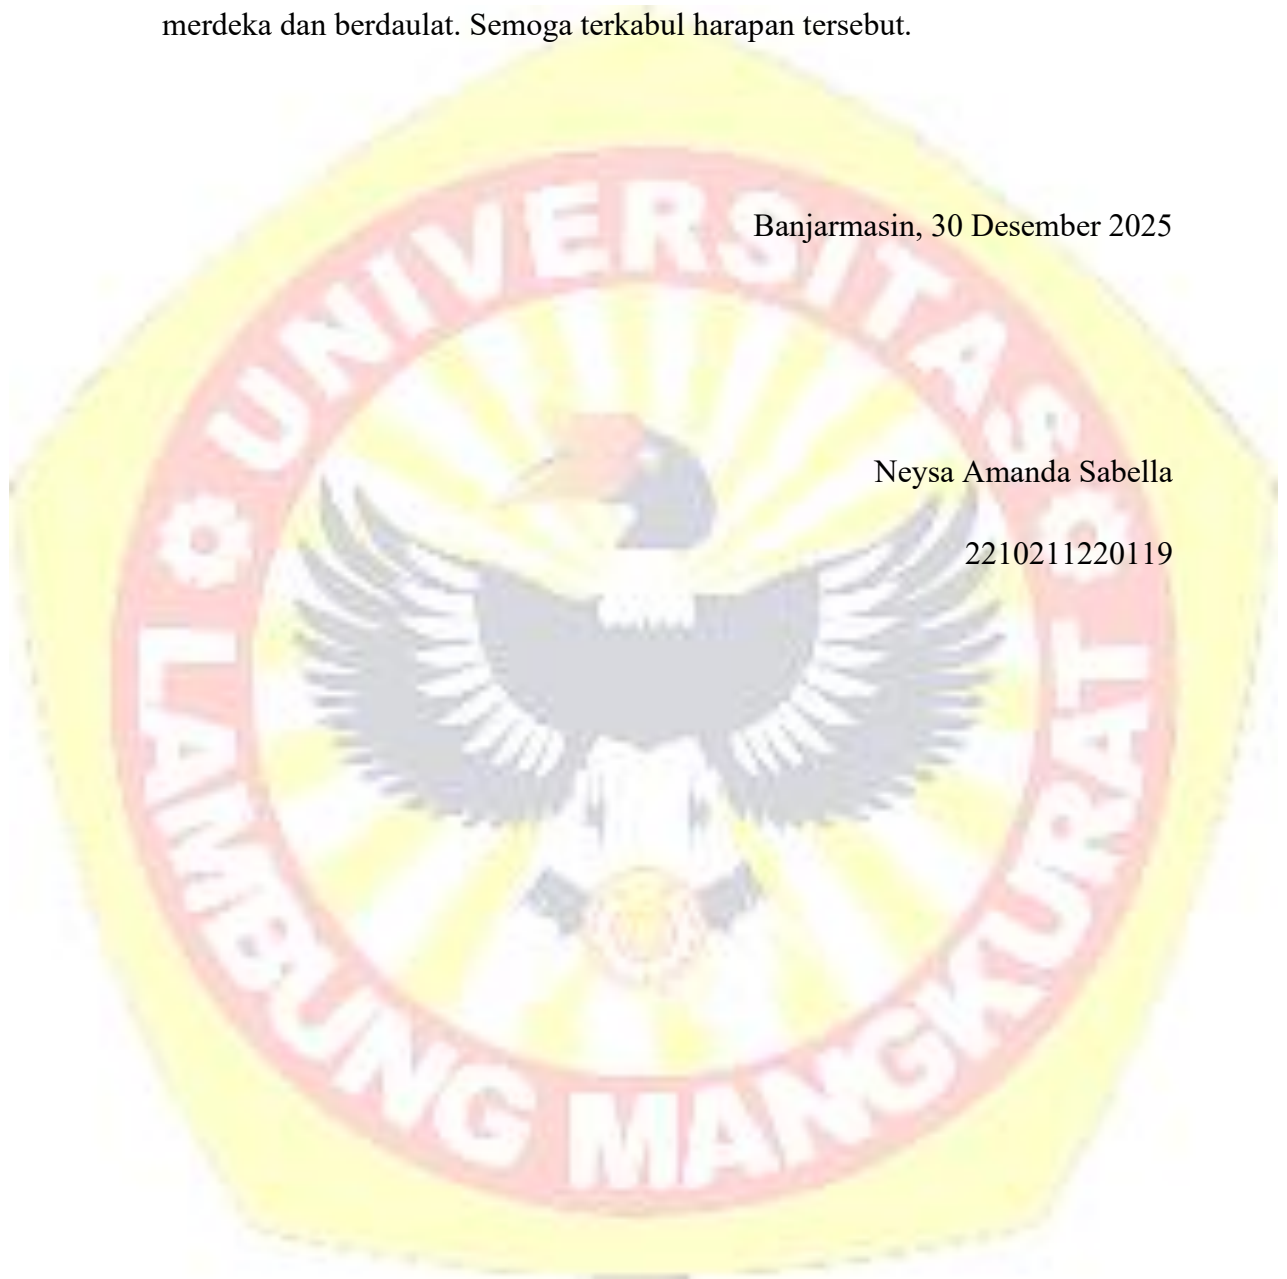 merdeka dan berdaulat. Semoga terkabul harapan tersebut.
Banjarmasin, 30 Desember 2025
Neysa Amanda Sabella
2210211220119
UNIVERSITAS
LAMBUNG MANGKURAT